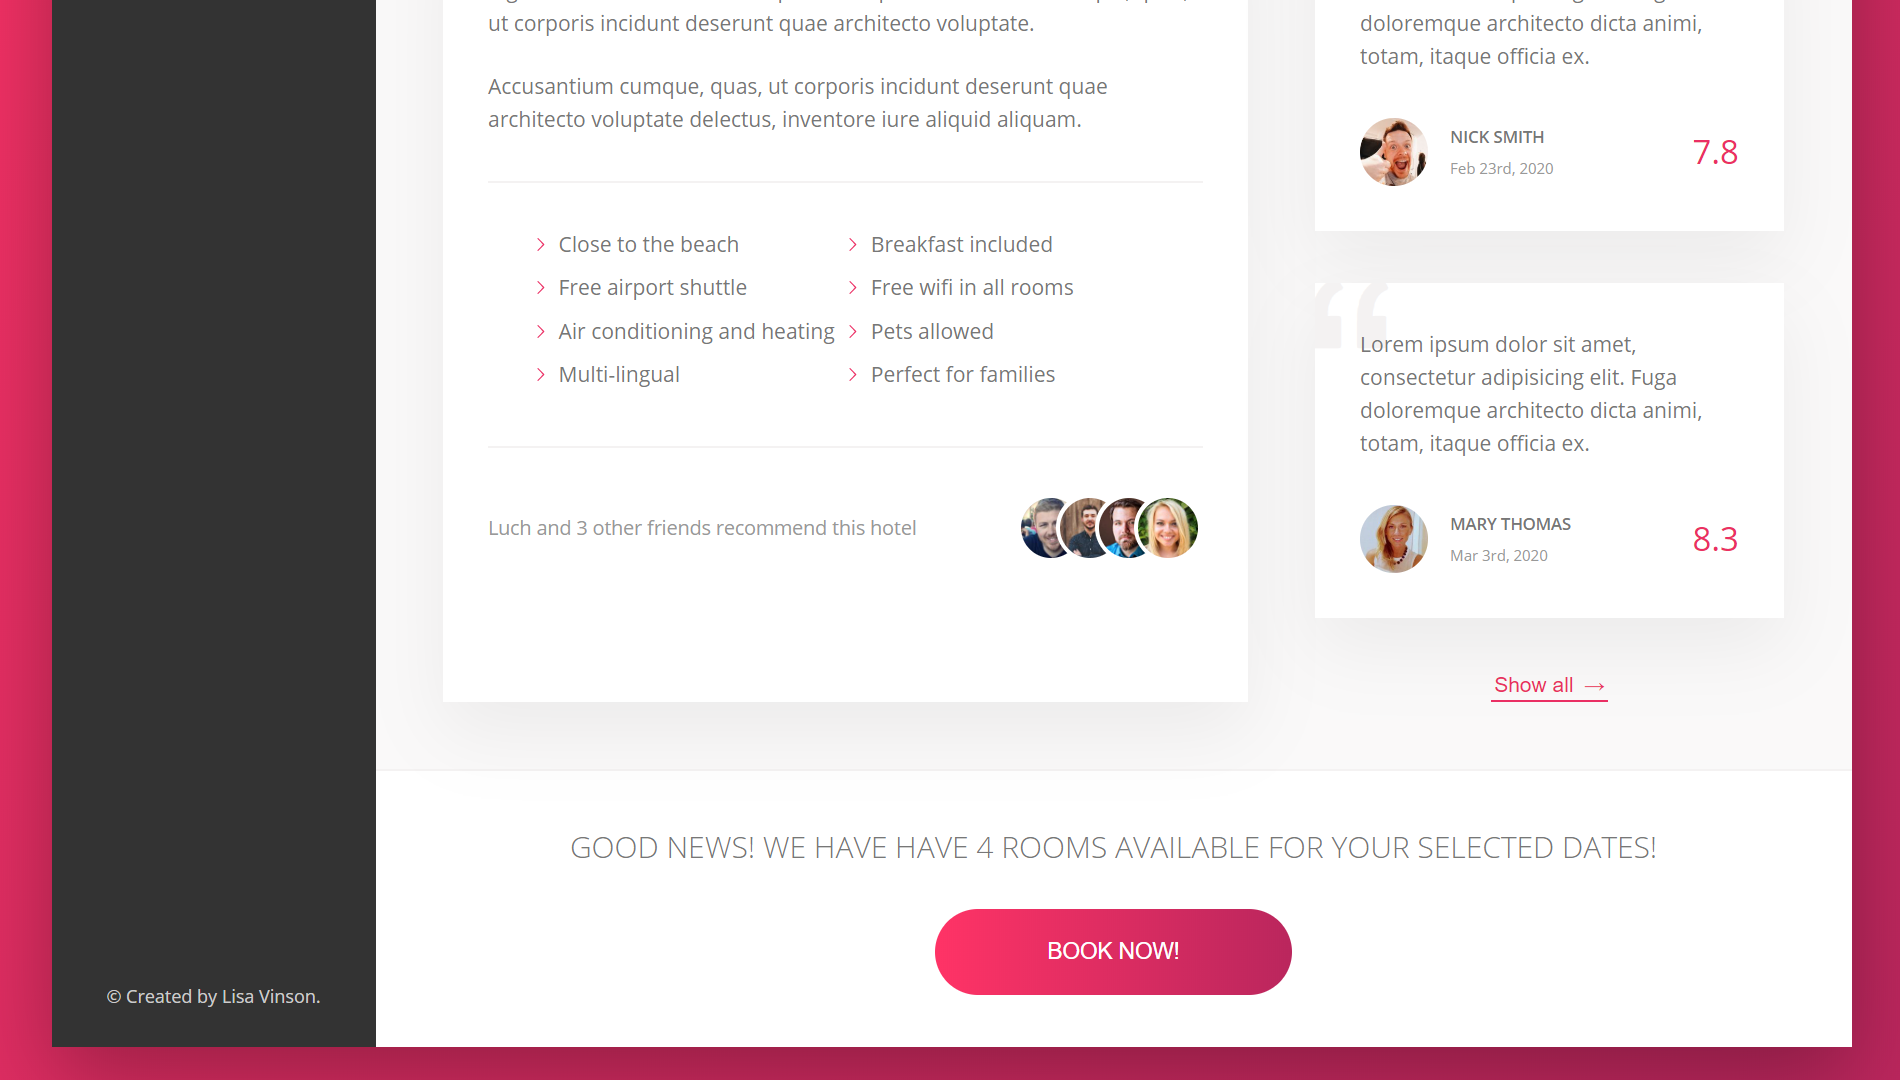 ut corporis incidunt deserunt quae architecto voluptate.
Accusantium cumque, quas, ut corporis incidunt deserunt quae
architecto voluptate delectus, inventore iure aliquid aliquam.
Close to the beach
Breakfast included
Free airport shuttle
Free wifi in all rooms
Air conditioning and heating
Pets allowed
Multi-lingual
Perfect for families
Luch and 3 other friends recommend this hotel
doloremque architecto dicta animi,
totam, itaque officia ex.
NICK SMITH
Feb 23rd, 2020
7.8
“
Lorem ipsum dolor sit amet,
consectetur adipisicing elit. Fuga
doloremque architecto dicta animi,
totam, itaque officia ex.
MARY THOMAS
Mar 3rd, 2020
8.3
Show all →
GOOD NEWS! WE HAVE HAVE 4 ROOMS AVAILABLE FOR YOUR SELECTED DATES!
BOOK NOW!
© Created by Lisa Vinson.